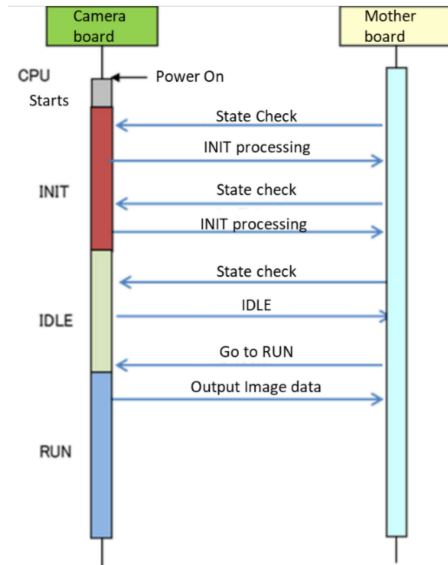 Camera
board
Mother
board
CPU
Power On
Starts
State Check
INIT processing
INIT
State check
INIT processing
State check
IDLE
IDLE
Go to RUN
Output Image data
RUN